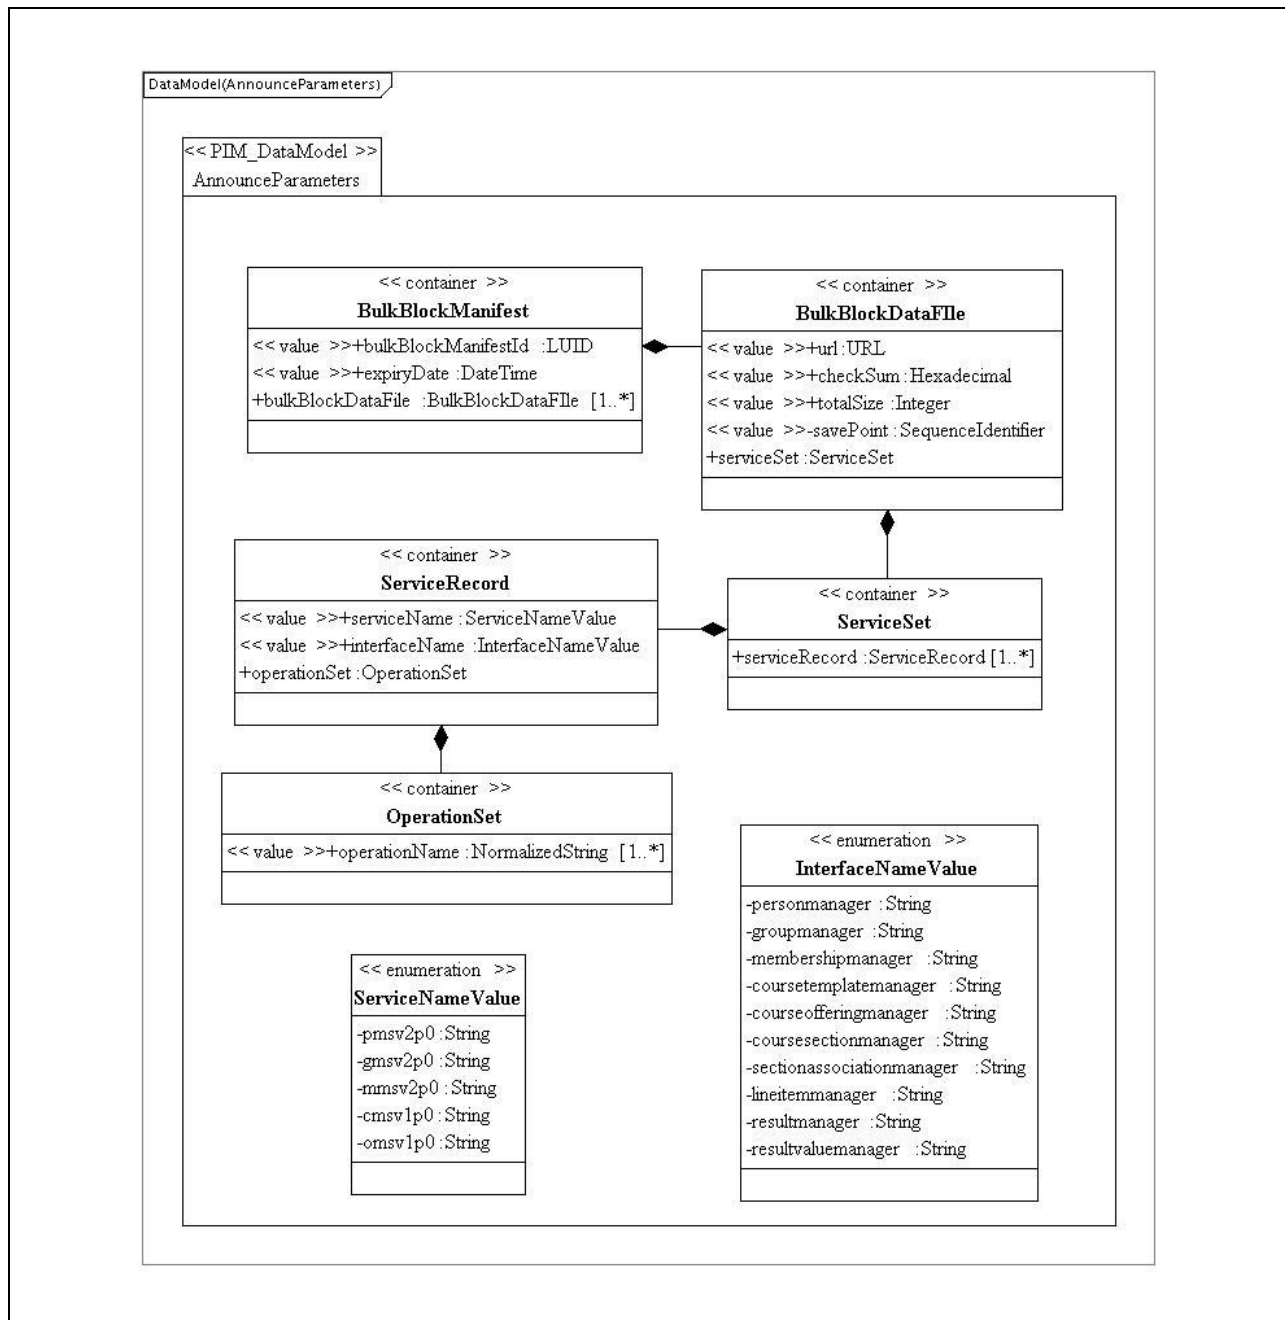 DataModel(AnnounceParameters)
<< PIM_DataModel >>
AnnounceParameters
<< container >>
BulkBlockManifest
<< value >>+bulkBlockManifestId :LUID
<< value >>+expiryDate :DateTime
+bulkBlockDataFile :BulkBlockDataFIle [1..*]
<< container >>
BulkBlockDataFIle
<< value >>+url :URL
<< value >>+checkSum :Hexadecimal
<< value >>+totalSize :Integer
<< value >>-savePoint :SequenceIdentifier
+serviceSet :ServiceSet
<< container >>
ServiceRecord
<< value >>+serviceName :ServiceNameValue
<< value >>+interfaceName :InterfaceNameValue
+operationSet :OperationSet
<< container >>
ServiceSet
+serviceRecord :ServiceRecord [1..*]
<< container >>
OperationSet
<< value >>+operationName :NormalizedString [1..*]
<< enumeration >>
InterfaceNameValue
-personmanager :String
-groupmanager :String
-membershipmanager :String
-coursetemplatemanager :String
-courseofferingmanager :String
-coursesectionmanager :String
-sectionassociationmanager :String
-lineitemmanager :String
-resultmanager :String
-resultvaluemanager :String
<< enumeration >>
ServiceNameValue
-pmsv2p0 :String
-gmsv2p0 :String
-mmsv2p0 :String
-cmsv1p0 :String
-omsv1p0 :String